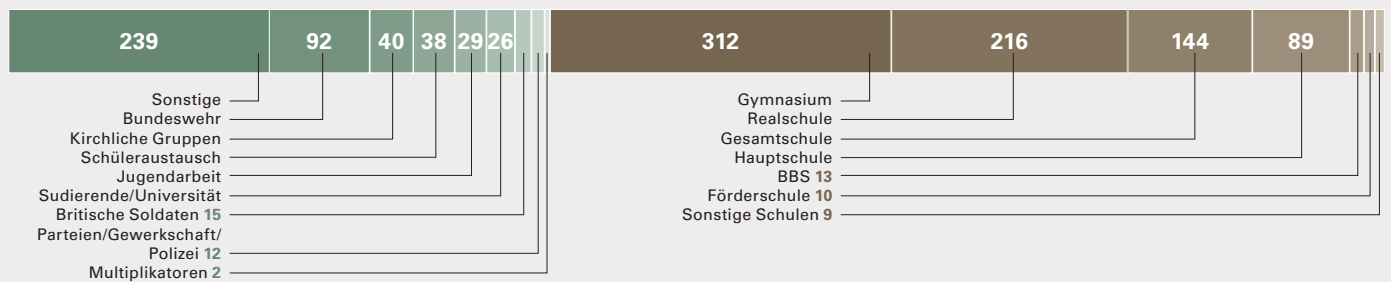 239 92 40 38 29 26 312 216 144 89
Sonstige
Bundeswehr
Kirchliche Gruppen
Schüleraustausch
Jugendarbeit
Sudierende/Universität
Britische Soldaten 15
Parteien/Gewerkschaft/
Polizei 12
Multiplikatoren 2
Gymnasium
Realschule
Gesamtschule
Hauptschule
BBS 13
Förderschule 10
Sonstige Schulen 9